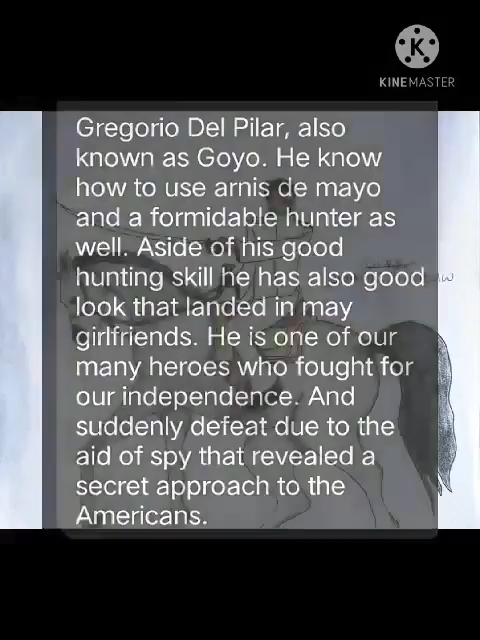 KINEMASTER
Gregorio Del Pilar, also
known as Goyo. He know
how to use arnis de mayo
and a formidable hunter as
well. Aside of his good
hunting skill he has also good
look that landed in may
girlfriends. He is one of our
many heroes who fought for
our independence. And
suddenly defeat due to the
aid of spy that revealed a
secret approach to the
Americans.